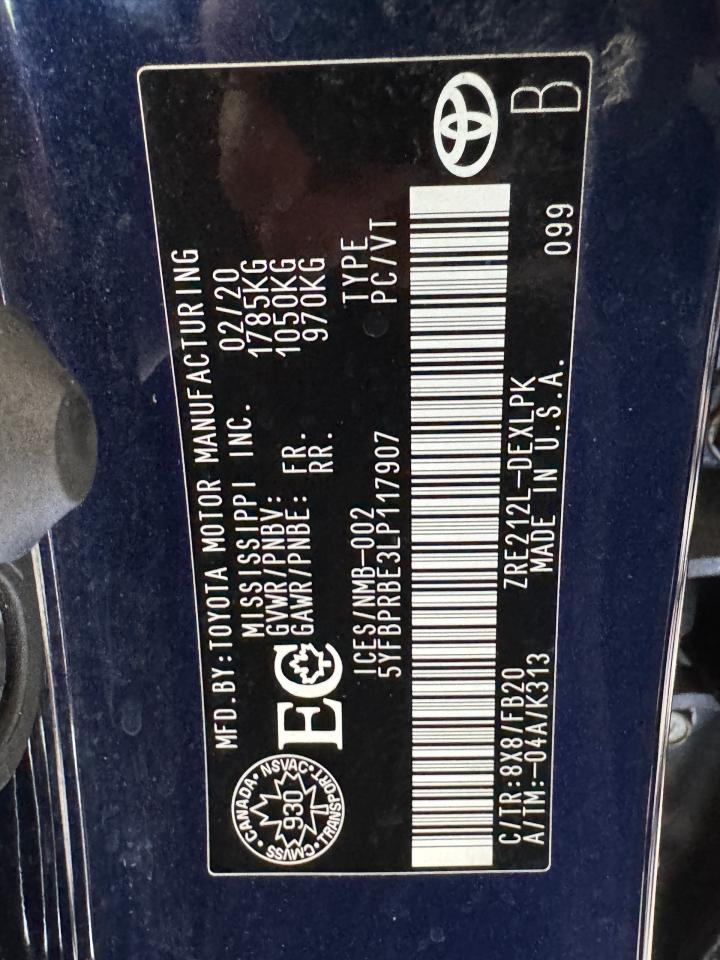 MFD.BY:TOYOTA MOTOR MANUFACTURING
MISSISSIPPI INC. 02/20
GVWR/PNBV: 1785KG
GAWR/PNBE: FR. 1050KG
RR. 970KG
CANADA • NSVAC • TRANSPORT • CMVSS
930
EC
ICES/NMB-002 TYPE
5YFBPRBE3LP117907 PC/VT
C/TR:8X8/FB20 ZRE212L-DEXLPK B
A/TM:-04A/K313 MADE IN U.S.A. 099